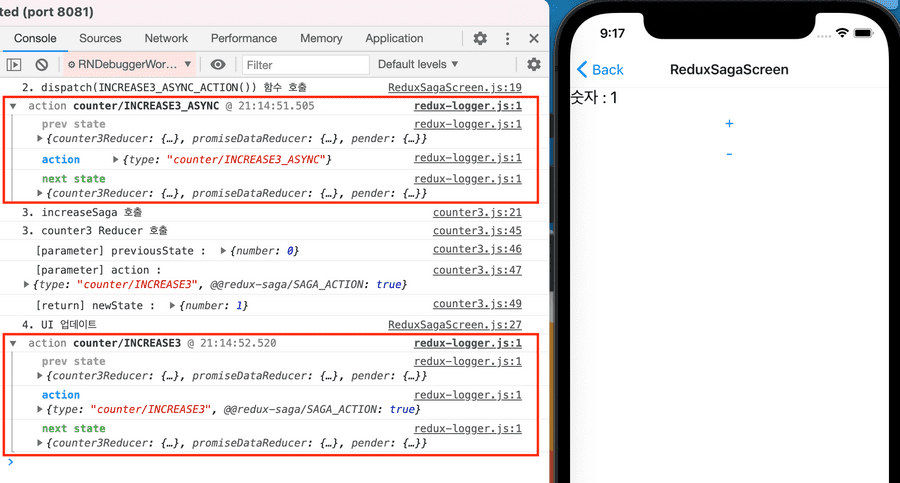 ted (port 8081)
Console Sources Network Performance Memory Application
RNDebuggerWor... Filter Default levels
2. dispatch(INCREASE3_ASYNC_ACTION()) 함수 호출 ReduxSagaScreen.js:19
action counter/INCREASE3_ASYNC @ 21:14:51.505 redux-logger.js:1
prev state redux-logger.js:1
{counter3Reducer: {…}, promiseDataReducer: {…}, pender: {…}}
action {type: "counter/INCREASE3_ASYNC"} redux-logger.js:1
next state redux-logger.js:1
{counter3Reducer: {…}, promiseDataReducer: {…}, pender: {…}}
3. increaseSaga 호출 counter3.js:21
3. counter3 Reducer 호출 counter3.js:45
[parameter] previousState : {number: 0} counter3.js:46
[parameter] action : counter3.js:47
{type: "counter/INCREASE3", @@redux-saga/SAGA_ACTION: true}
[return] newState : {number: 1} counter3.js:49
4. UI 업데이트 ReduxSagaScreen.js:27
action counter/INCREASE3 @ 21:14:52.520 redux-logger.js:1
prev state redux-logger.js:1
{counter3Reducer: {…}, promiseDataReducer: {…}, pender: {…}}
action redux-logger.js:1
{type: "counter/INCREASE3", @@redux-saga/SAGA_ACTION: true}
next state redux-logger.js:1
{counter3Reducer: {…}, promiseDataReducer: {…}, pender: {…}}
9:17
Back ReduxSagaScreen
숫자 : 1
+
-